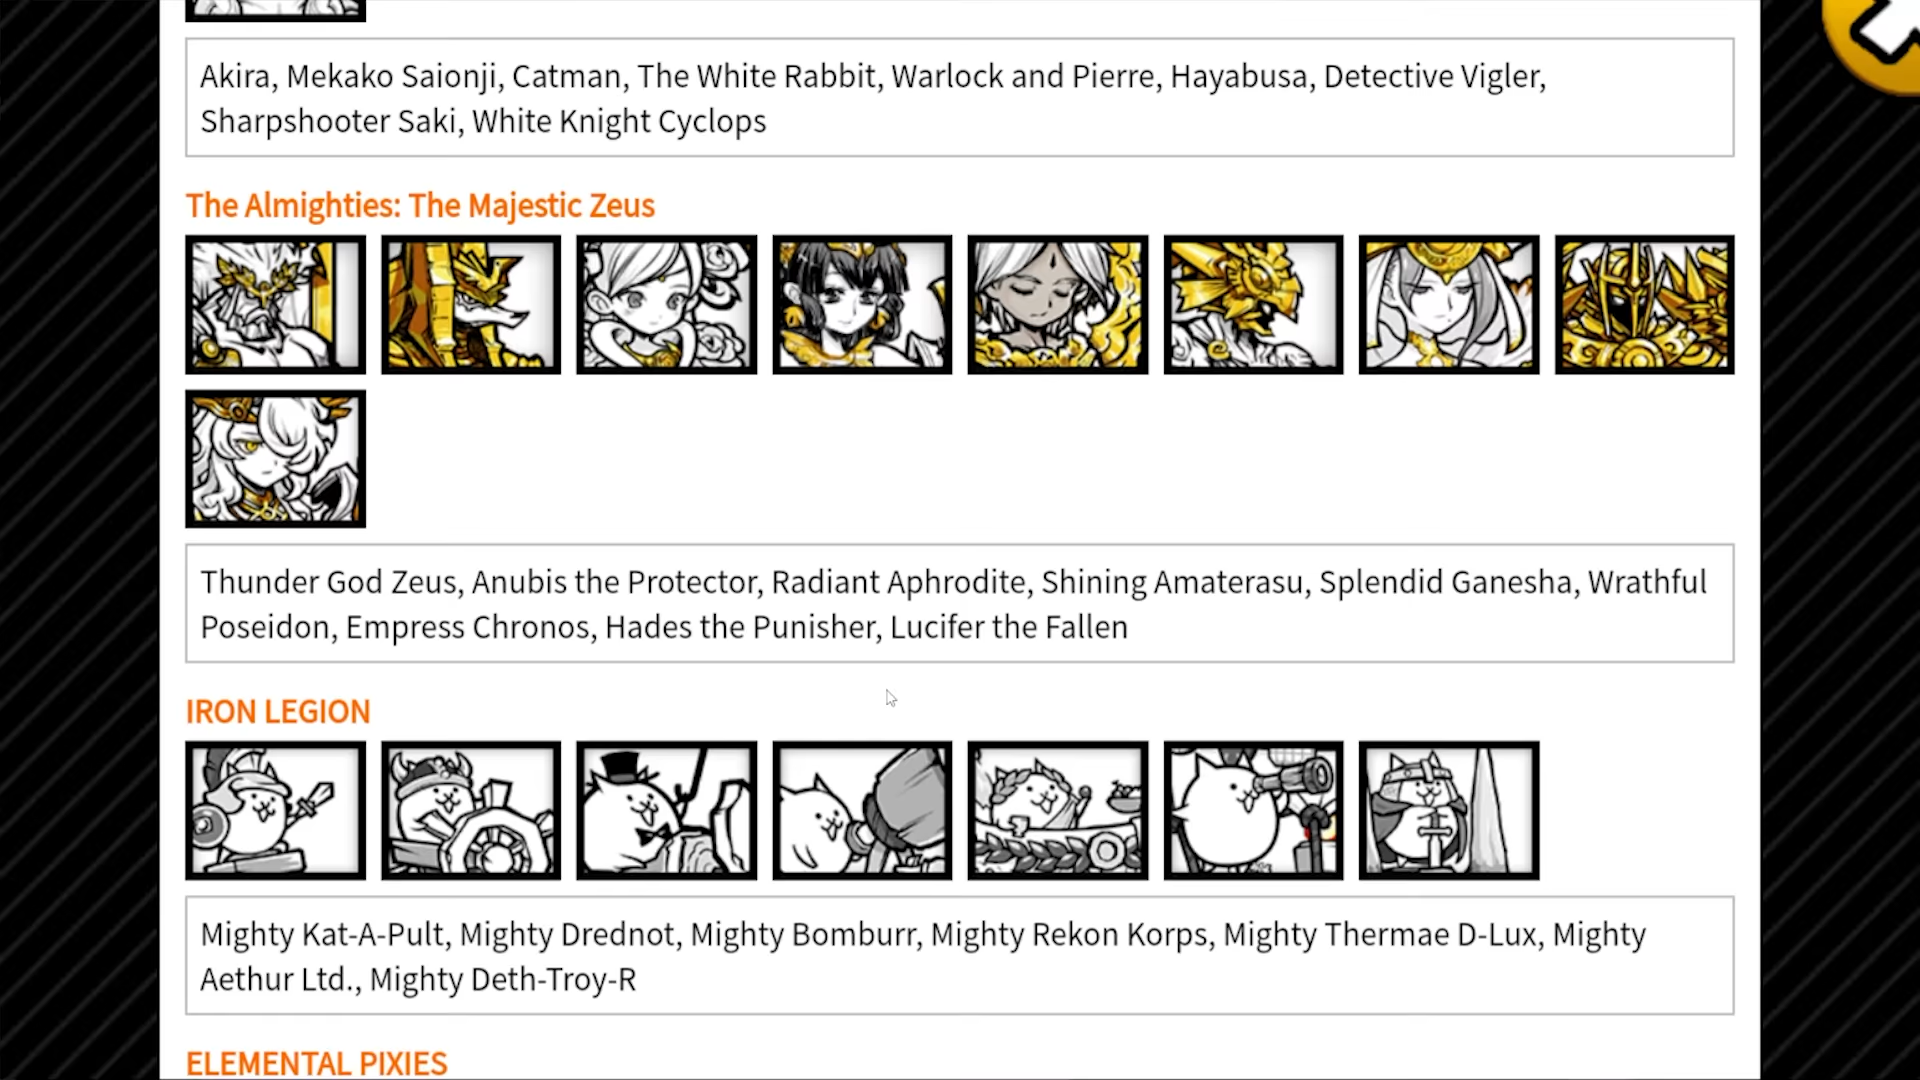 Akira, Mekako Saionji, Catman, The White Rabbit, Warlock and Pierre, Hayabusa, Detective Vigler,
Sharpshooter Saki, White Knight Cyclops
The Almighties: The Majestic Zeus
Thunder God Zeus, Anubis the Protector, Radiant Aphrodite, Shining Amaterasu, Splendid Ganesha, Wrathful
Poseidon, Empress Chronos, Hades the Punisher, Lucifer the Fallen
IRON LEGION
Mighty Kat-A-Pult, Mighty Drednot, Mighty Bomburr, Mighty Rekon Korps, Mighty Thermae D-Lux, Mighty
Aethur Ltd., Mighty Deth-Troy-R
ELEMENTAL PIXIES